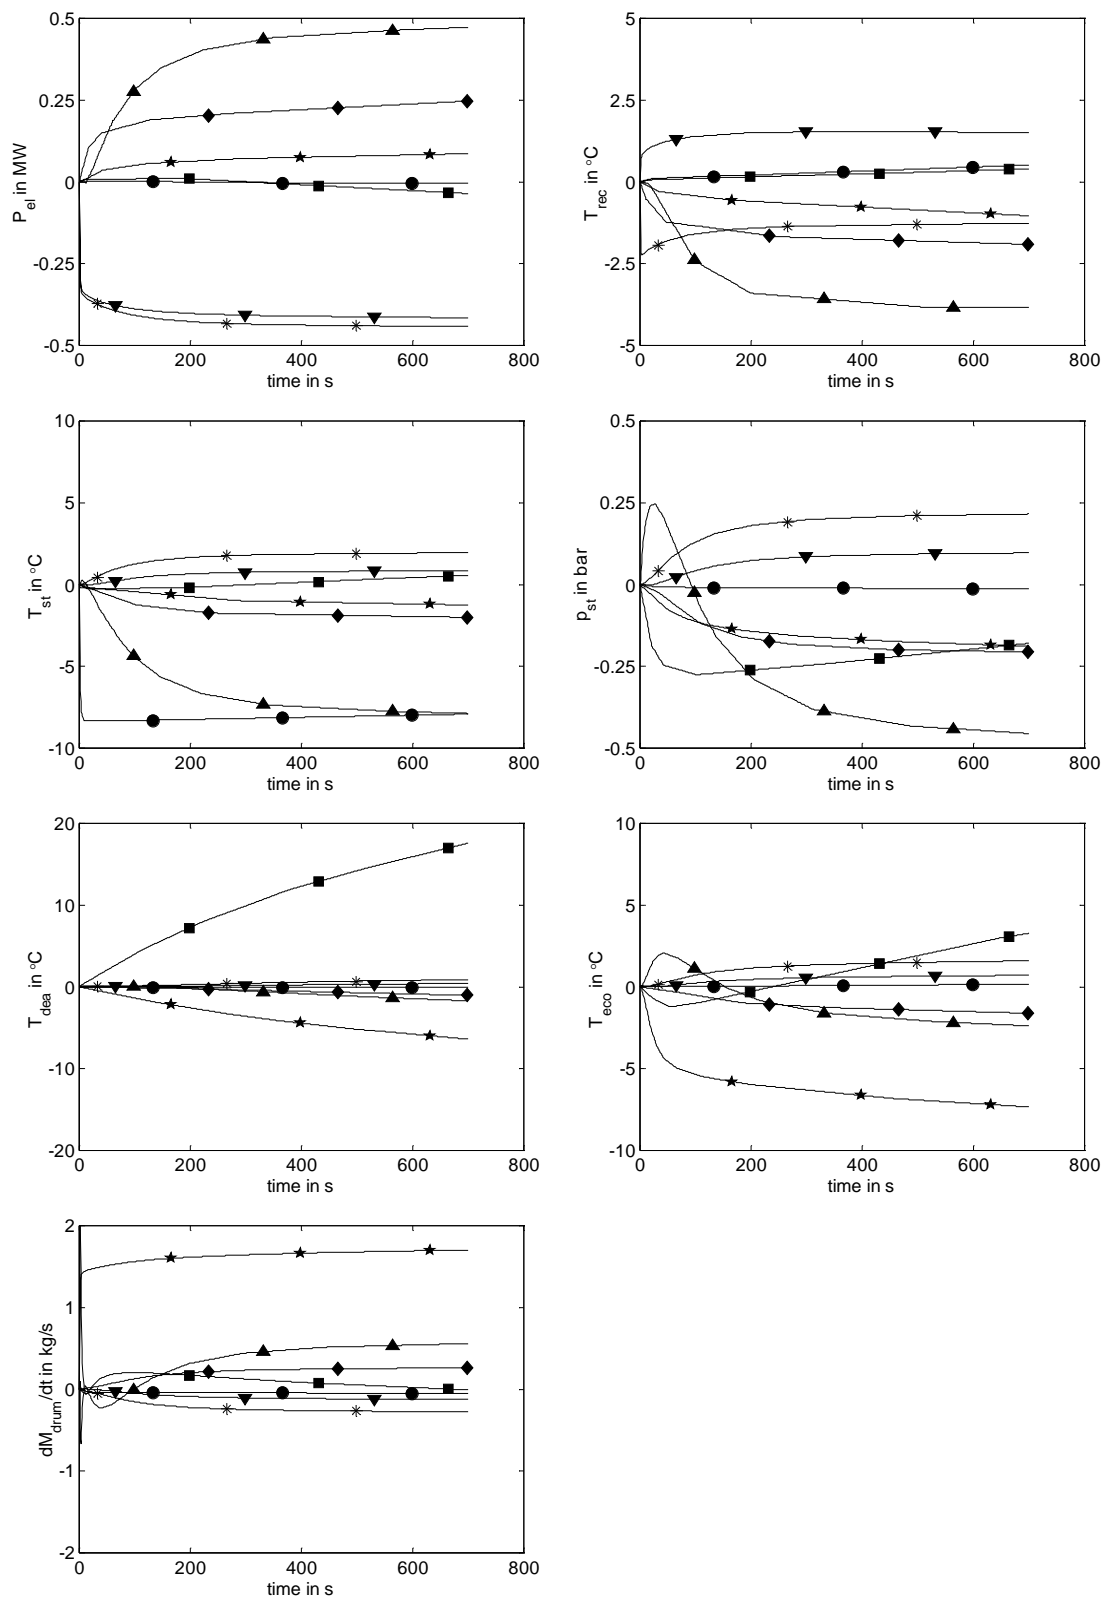 0.5
0.25
0
-0.25
-0.5
P_el in MW
0 200 400 600 800
time in s
5
2.5
0
-2.5
-5
T_rec in °C
0 200 400 600 800
time in s
10
5
0
-5
-10
T_st in °C
0 200 400 600 800
time in s
0.5
0.25
0
-0.25
-0.5
p_st in bar
0 200 400 600 800
time in s
20
10
0
-10
-20
T_dea in °C
0 200 400 600 800
time in s
10
5
0
-5
-10
T_eco in °C
0 200 400 600 800
time in s
2
1
0
-1
-2
dM_drum/dt in kg/s
0 200 400 600 800
time in s